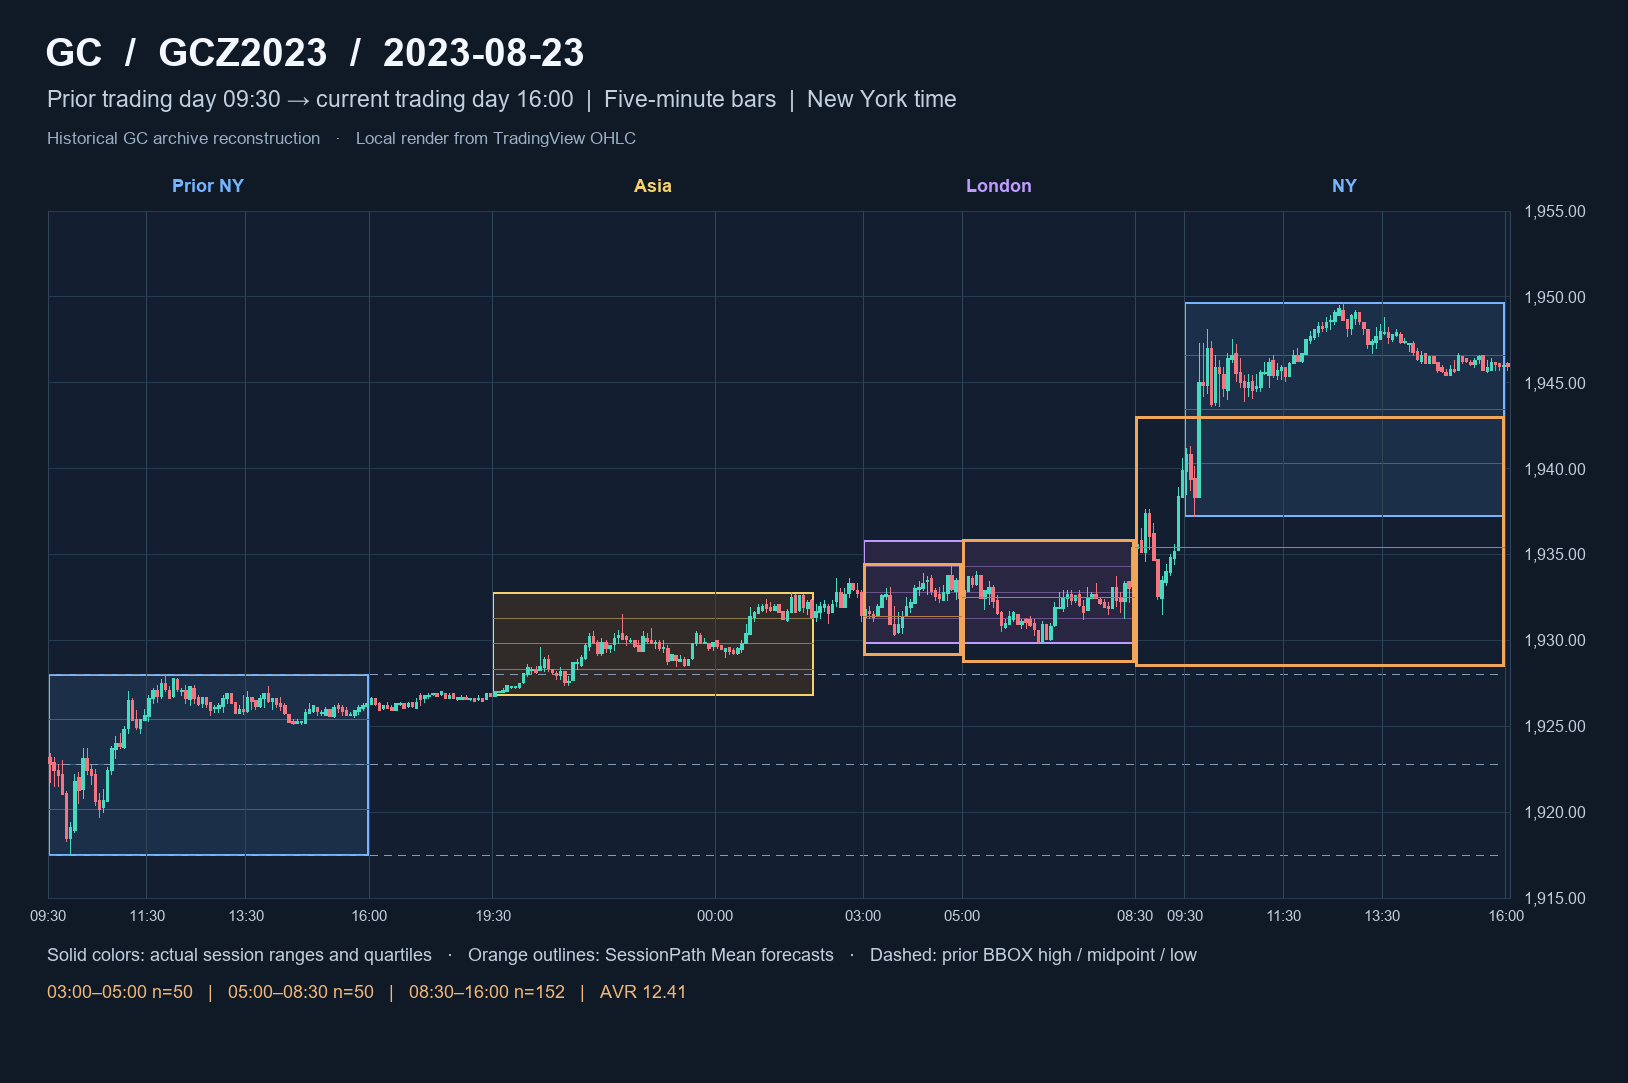 GC / GCZ2023 / 2023-08-23
Prior trading day 09:30 → current trading day 16:00 | Five-minute bars | New York time
Historical GC archive reconstruction · Local render from TradingView OHLC
Prior NY Asia London NY
1,955.00
1,950.00
1,945.00
1,940.00
1,935.00
1,930.00
1,925.00
1,920.00
1,915.00
09:30 11:30 13:30 16:00 19:30 00:00 03:00 05:00 08:30 09:30 11:30 13:30 16:00
Solid colors: actual session ranges and quartiles · Orange outlines: SessionPath Mean forecasts · Dashed: prior BBOX high / midpoint / low
03:00–05:00 n=50 | 05:00–08:30 n=50 | 08:30–16:00 n=152 | AVR 12.41